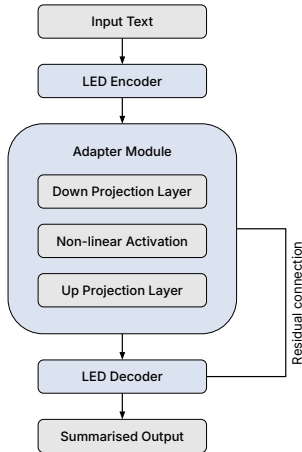 Input Text
LED Encoder
Adapter Module
Down Projection Layer
Non-linear Activation
Up Projection Layer
Residual connection
LED Decoder
Summarised Output